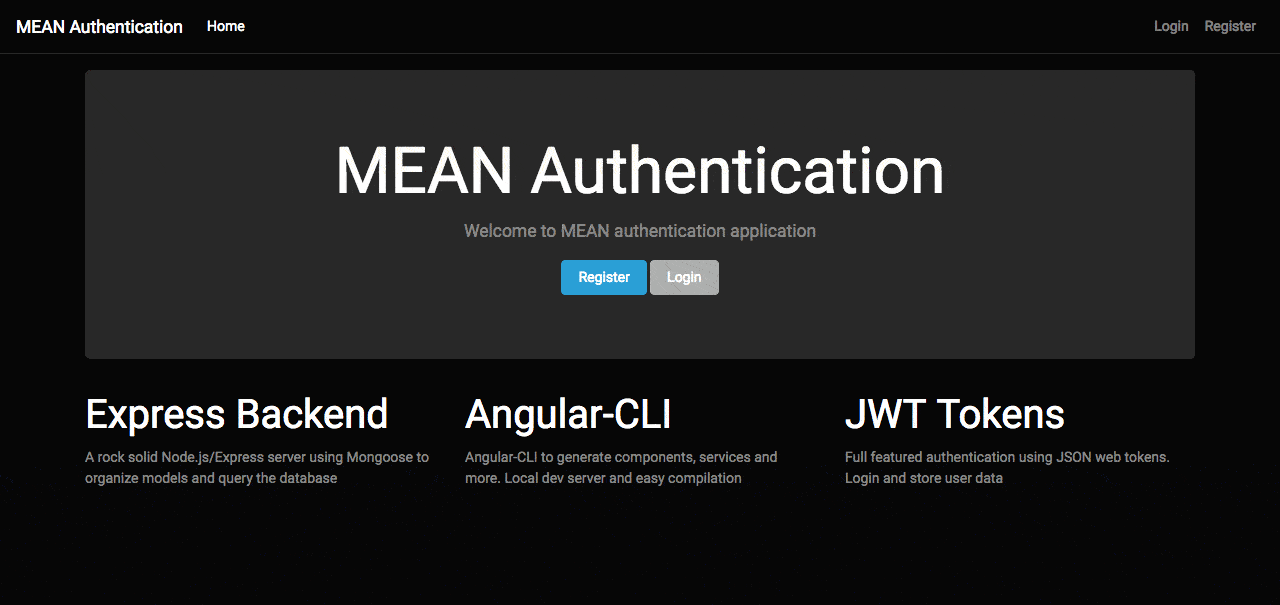 MEAN Authentication Home Login Register
MEAN Authentication
Welcome to MEAN authentication application
Register Login
Express Backend
A rock solid Node.js/Express server using Mongoose to
organize models and query the database
Angular-CLI
Angular-CLI to generate components, services and
more. Local dev server and easy compilation
JWT Tokens
Full featured authentication using JSON web tokens.
Login and store user data